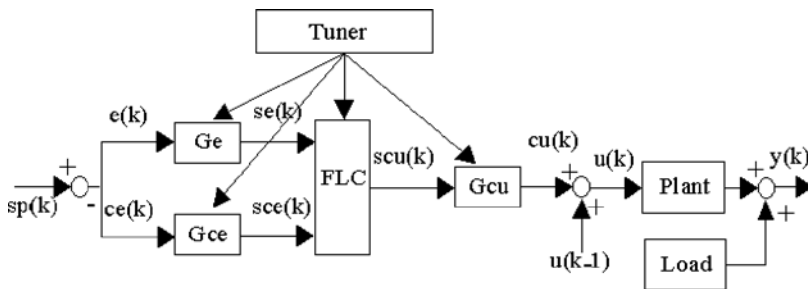 Tuner
e(k)
Ge
se(k)
FLC
scu(k)
Gcu
cu(k)
u(k)
Plant
y(k)
+
-
sp(k)
ce(k)
Gce
sce(k)
+
+
u(k-1)
+
+
Load